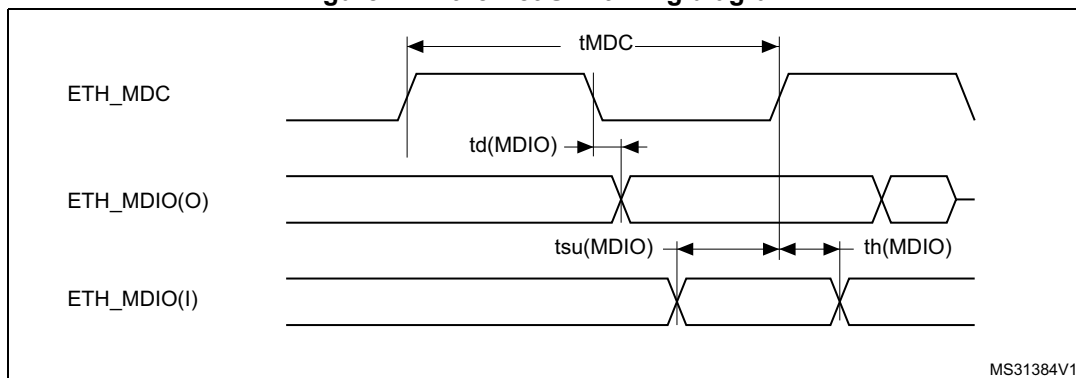 tMDC
ETH_MDC
td(MDIO)
ETH_MDIO(O)
tsu(MDIO) th(MDIO)
ETH_MDIO(I)
MS31384V1